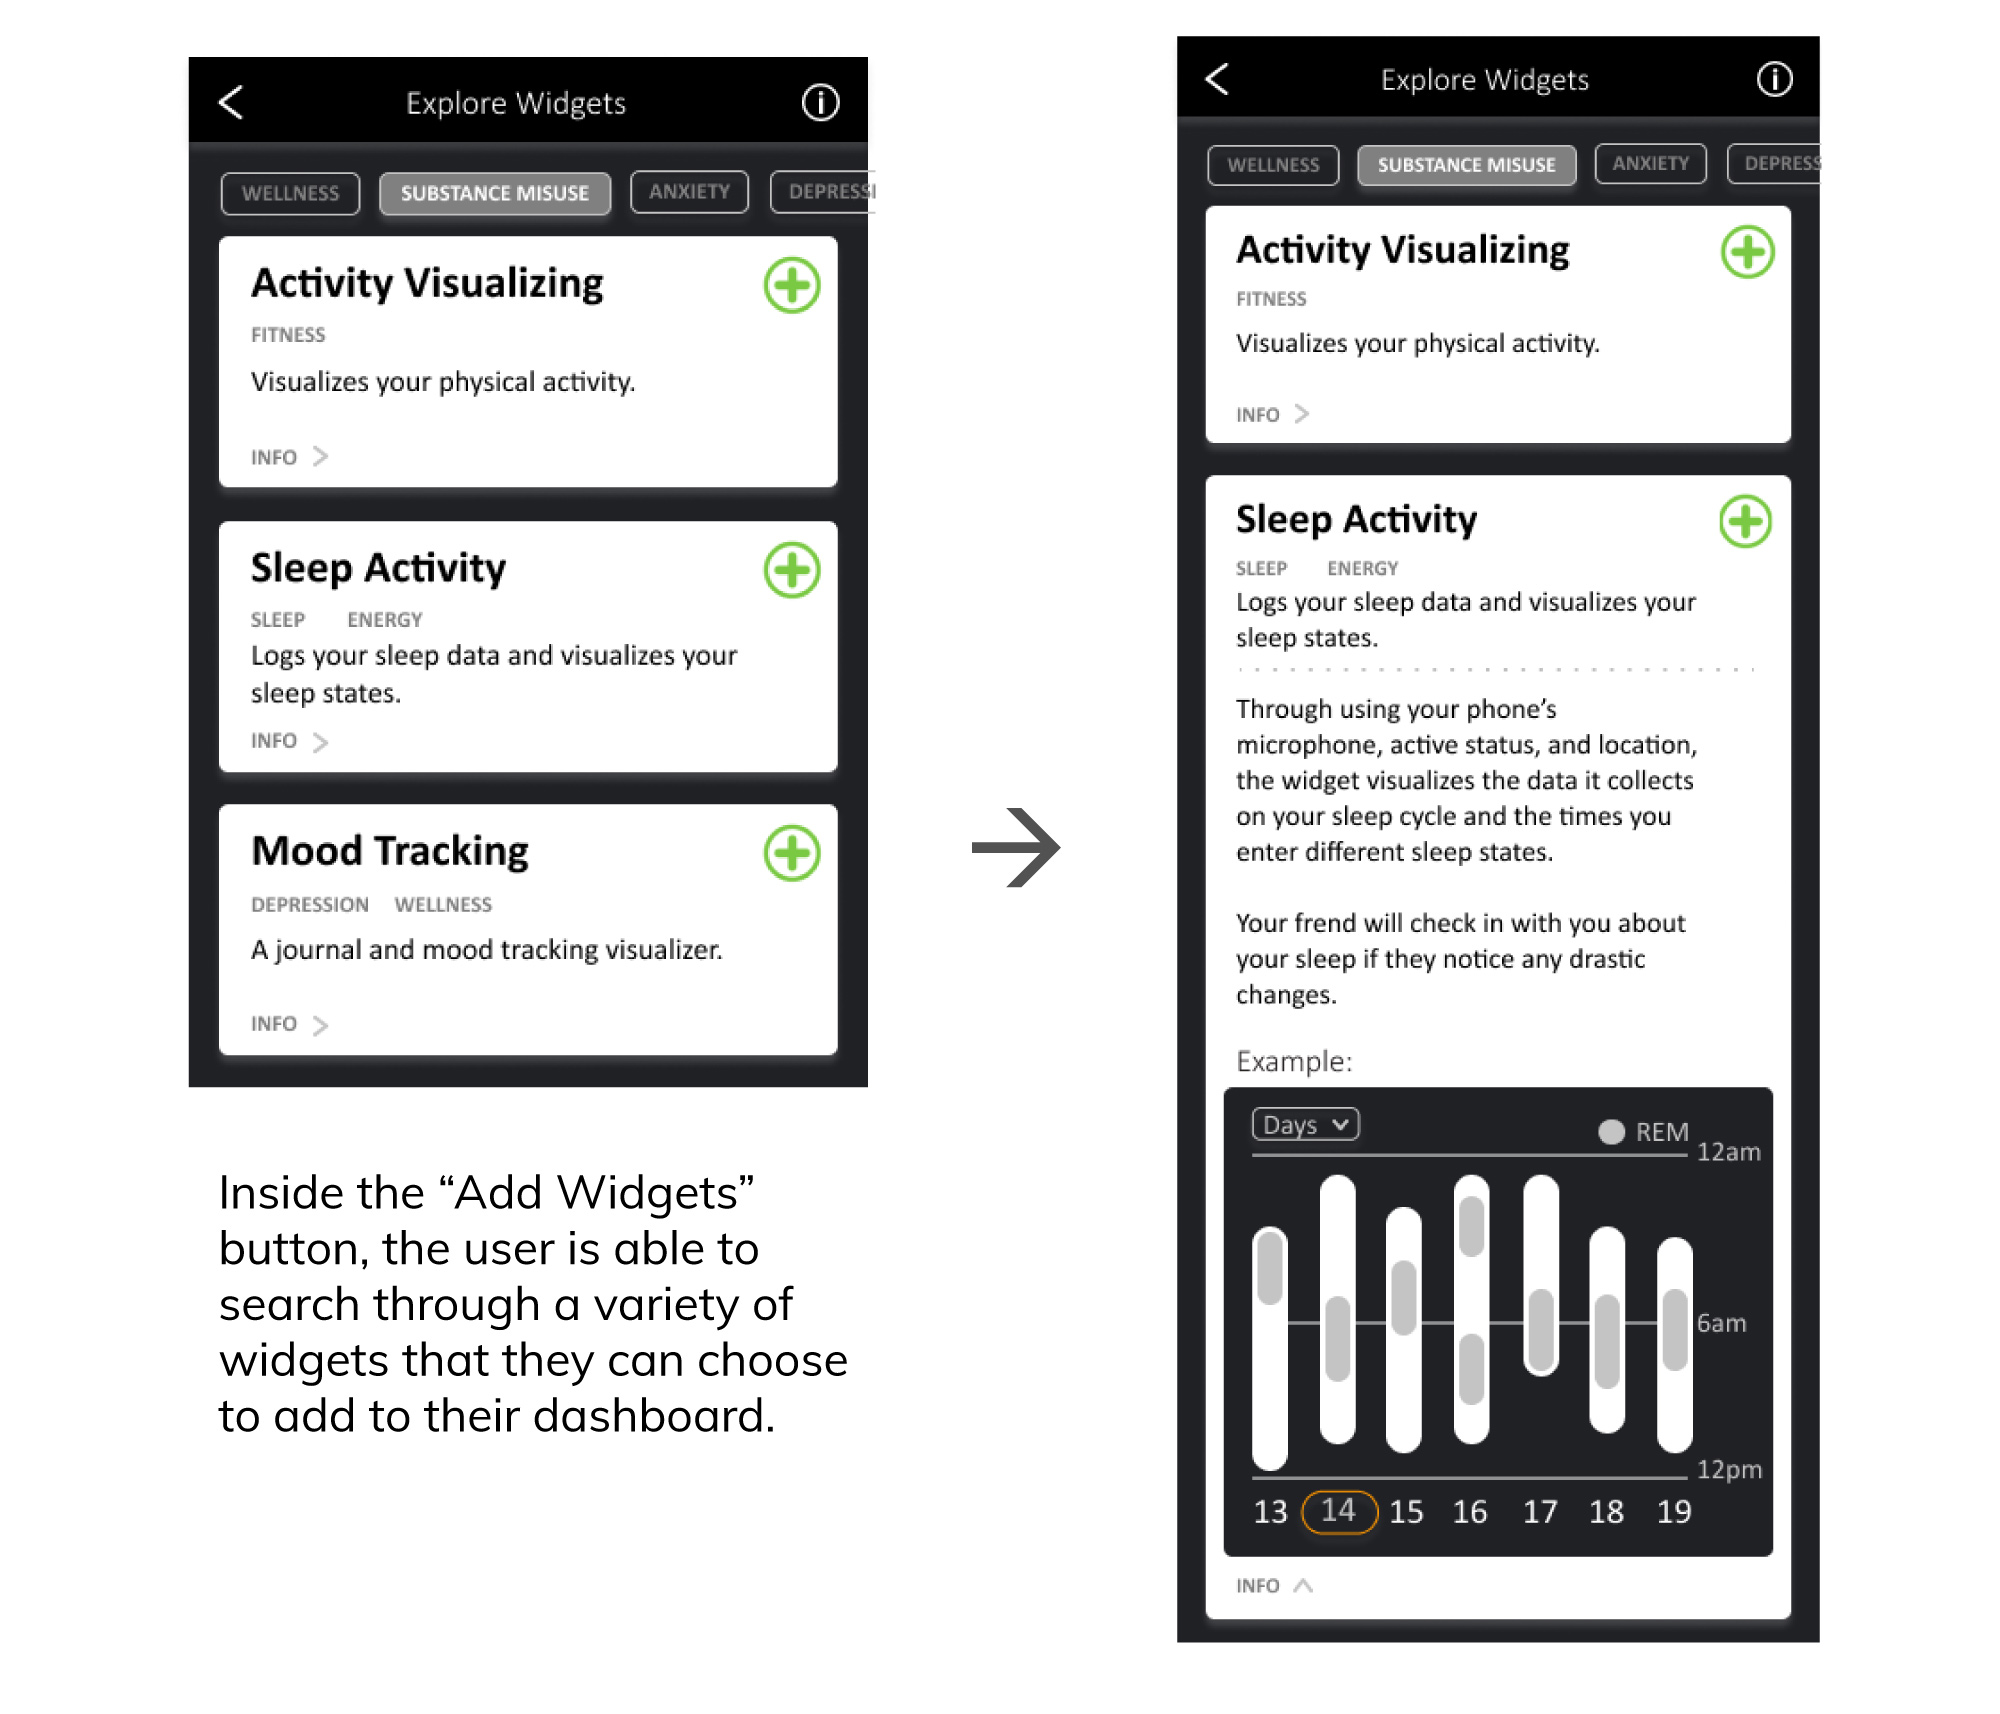 Explore Widgets
WELLNESS SUBSTANCE MISUSE ANXIETY DEPRESSI
Activity Visualizing
FITNESS
Visualizes your physical activity.
INFO
Sleep Activity
SLEEP ENERGY
Logs your sleep data and visualizes your
sleep states.
INFO
Mood Tracking
DEPRESSION WELLNESS
A journal and mood tracking visualizer.
INFO
Inside the “Add Widgets”
button, the user is able to
search through a variety of
widgets that they can choose
to add to their dashboard.
Explore Widgets
WELLNESS SUBSTANCE MISUSE ANXIETY DEPRESS
Activity Visualizing
FITNESS
Visualizes your physical activity.
INFO
Sleep Activity
SLEEP ENERGY
Logs your sleep data and visualizes your
sleep states.
Through using your phone’s
microphone, active status, and location,
the widget visualizes the data it collects
on your sleep cycle and the times you
enter different sleep states.
Your frend will check in with you about
your sleep if they notice any drastic
changes.
Example:
Days REM
12am
6am
12pm
13 14 15 16 17 18 19
INFO